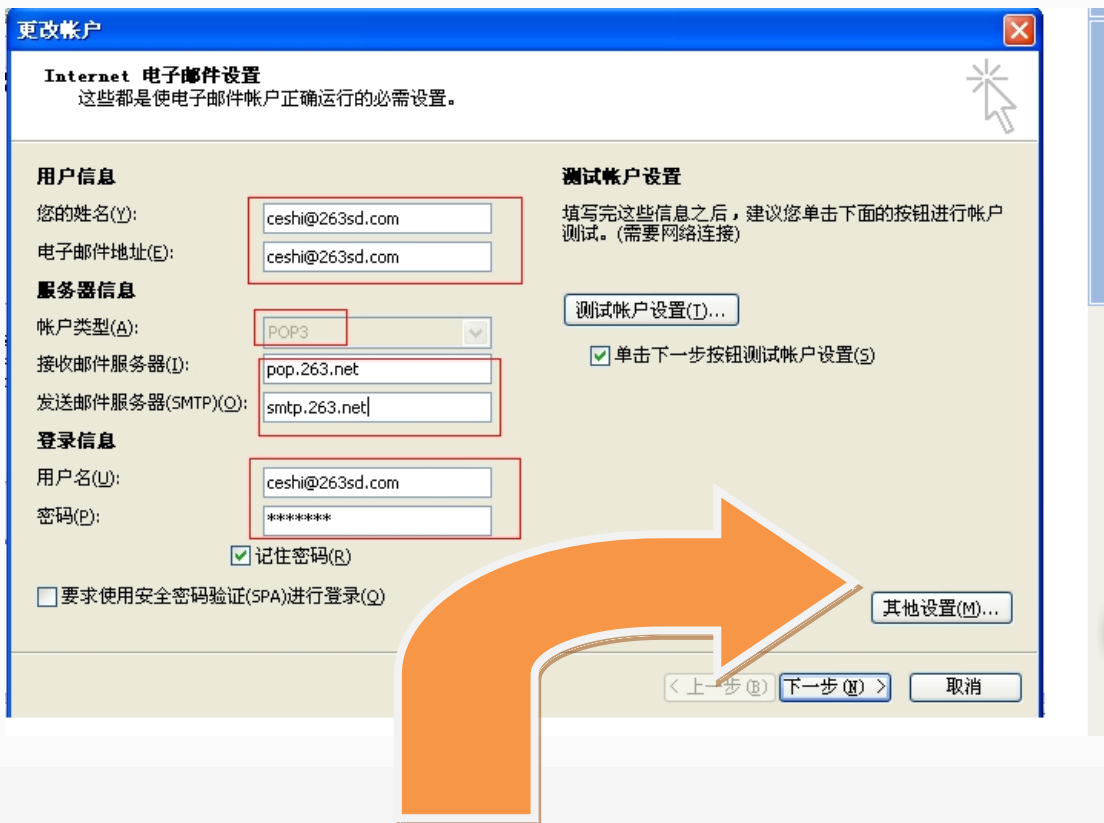 更改帐户
Internet 电子邮件设置
这些都是使电子邮件帐户正确运行的必需设置。
用户信息
您的姓名(Y):
ceshi@263sd.com
电子邮件地址(E):
ceshi@263sd.com
服务器信息
帐户类型(A):
POP3
接收邮件服务器(I):
pop.263.net
发送邮件服务器(SMTP)(O):
smtp.263.net
登录信息
用户名(U):
ceshi@263sd.com
密码(P):
*******
记住密码(R)
要求使用安全密码验证(SPA)进行登录(Q)
测试帐户设置
填写完这些信息之后，建议您单击下面的按钮进行帐户
测试。(需要网络连接)
测试帐户设置(T)...
单击下一步按钮测试帐户设置(S)
其他设置(M)...
< 上一步(B)
下一步(N) >
取消